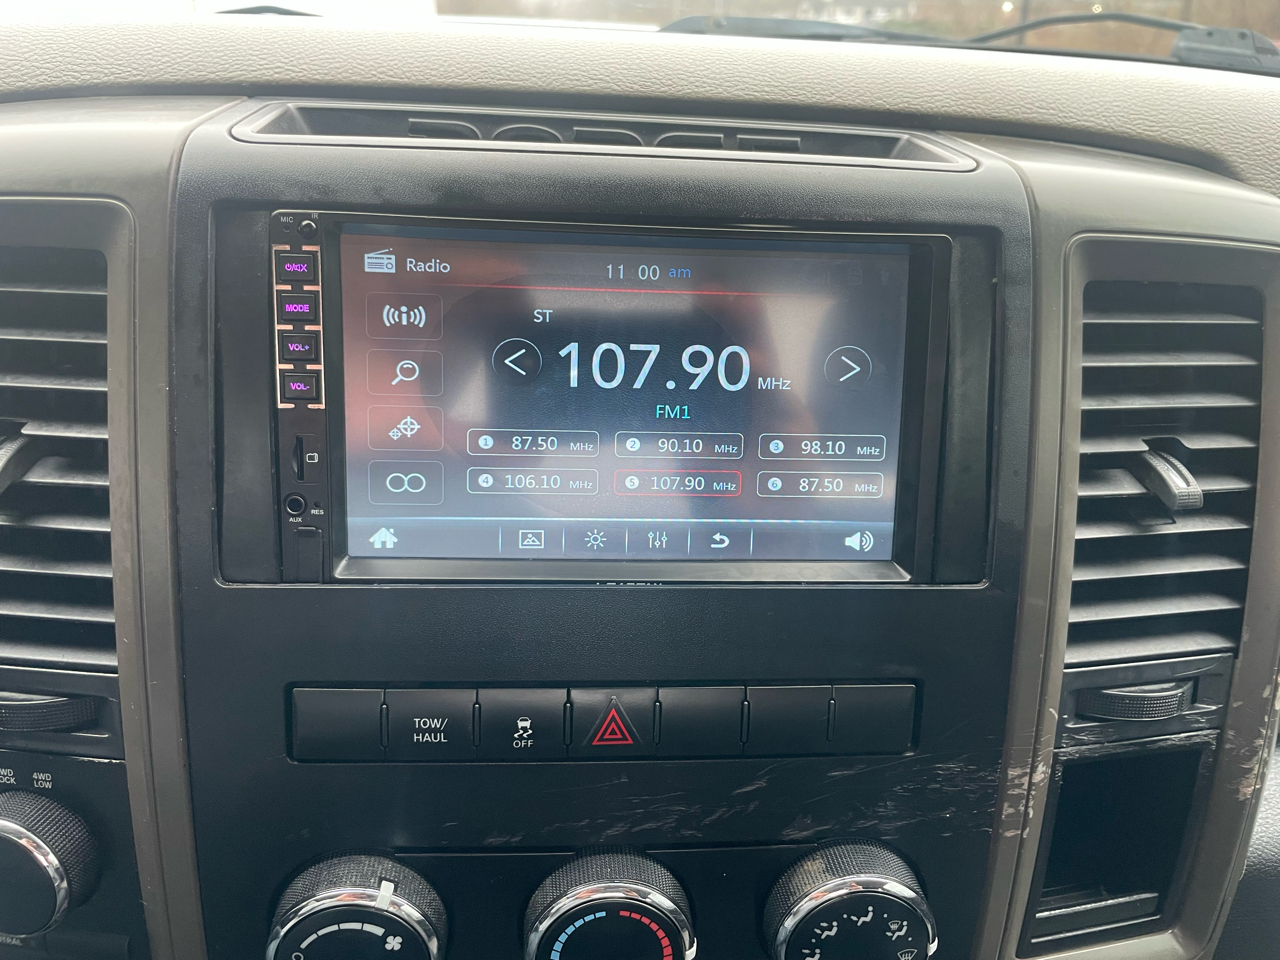 MIC IR
Radio
11 00 am
ST
107.90 MHz
FM1
1 87.50 MHz
2 90.10 MHz
3 98.10 MHz
4 106.10 MHz
5 107.90 MHz
6 87.50 MHz
MODE
VOL+
VOL-
AUX
RES
TOW/
HAUL
OFF
4WD
LOW